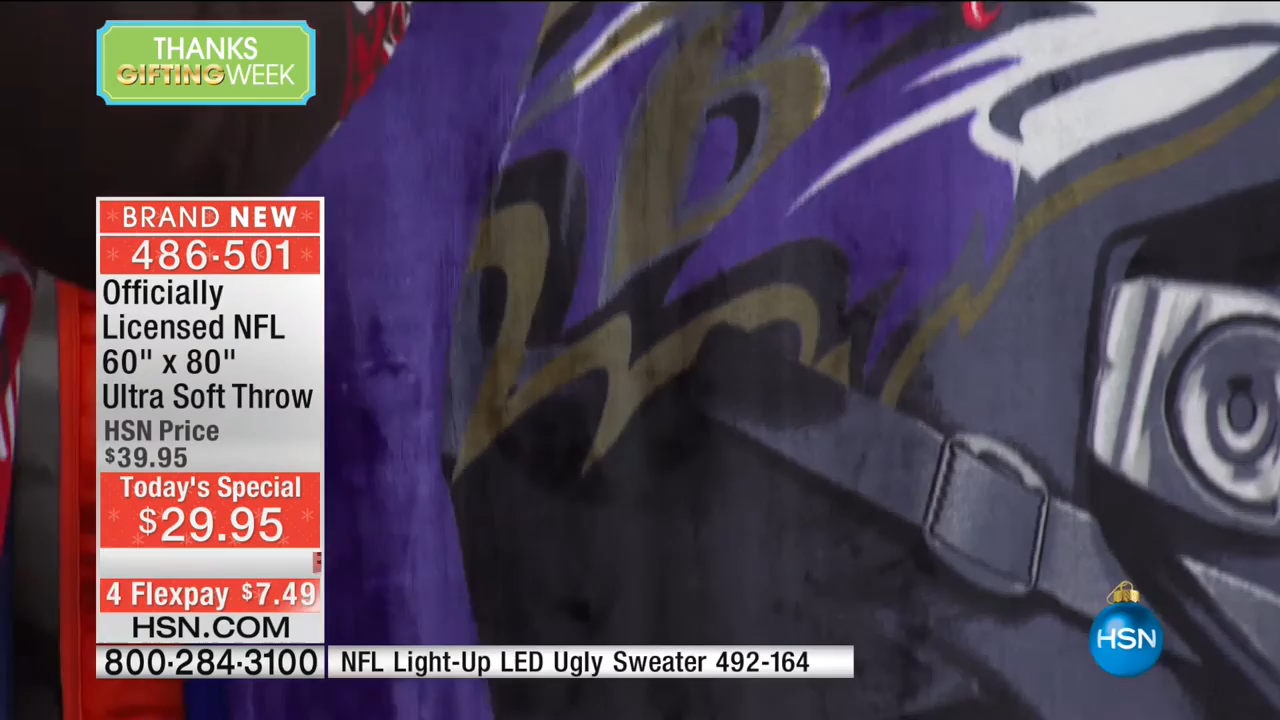 THANKS
GIFTING WEEK
BRAND NEW
486·501
Officially
Licensed NFL
60" x 80"
Ultra Soft Throw
HSN Price
$39.95
Today's Special
$29.95
4 Flexpay $7.49
HSN.COM
800·284·3100
NFL Light-Up LED Ugly Sweater 492-164
HSN
B